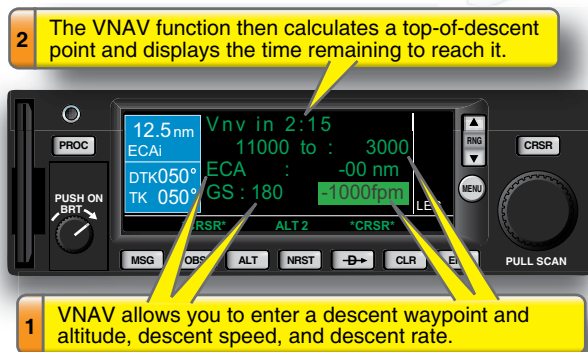 2
The VNAV function then calculates a top-of-descent
point and displays the time remaining to reach it.
PROC
PUSH ON
BRT
12.5nm
ECAi
DTK050°
TK 050°
Vnv in 2:15
11000 to : 3000
ECA : -00 nm
GS : 180 -1000fpm
ALT 2 *CRSR*
RNG
MENU
CRSR
PULL SCAN
MSG ALT NRST D CLR
1
VNAV allows you to enter a descent waypoint and
altitude, descent speed, and descent rate.